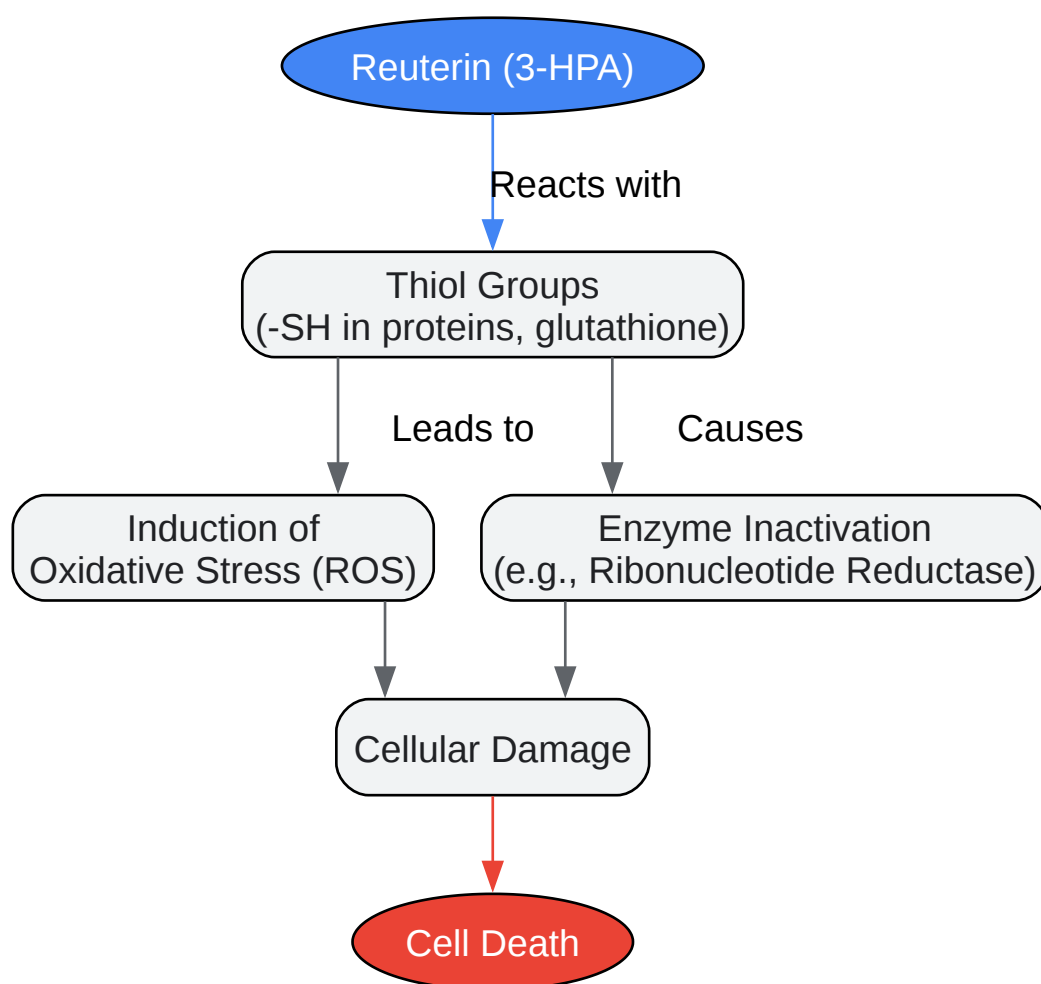 Reuterin (3-HPA)
Reacts with
Thiol Groups
(-SH in proteins, glutathione)
Leads to
Causes
Induction of
Oxidative Stress (ROS)
Enzyme Inactivation
(e.g., Ribonucleotide Reductase)
Cellular Damage
Cell Death